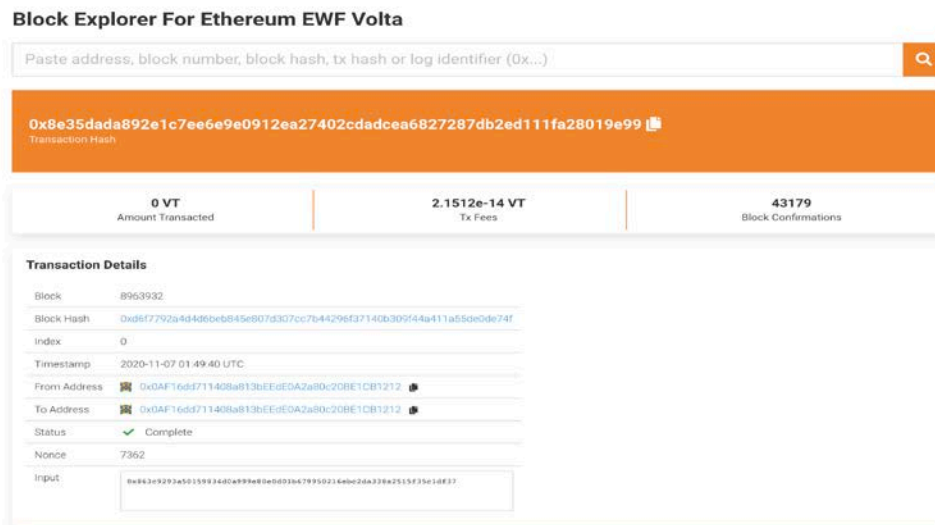 Block Explorer For Ethereum EWF Volta
Paste address, block number, block hash, tx hash or log identifier (0x...)
0x8e35dada892e1c7ee6e9e0912ea27402cdadcea6827287db2ed111fa28019e99
Transaction Hash
0 VT
Amount Transacted
2.1512e-14 VT
Tx Fees
43179
Block Confirmations
Transaction Details
Block 8963932
Block Hash
Index 0
Timestamp 2020-11-07 01:49:40 UTC
From Address 0x0AF16dd711408a813bEEdE0A2a80c20BE1CB1212
To Address 0x0AF16dd711408a813bEEdE0A2a80c20BE1CB1212
Status Complete
Nonce 7362
Input